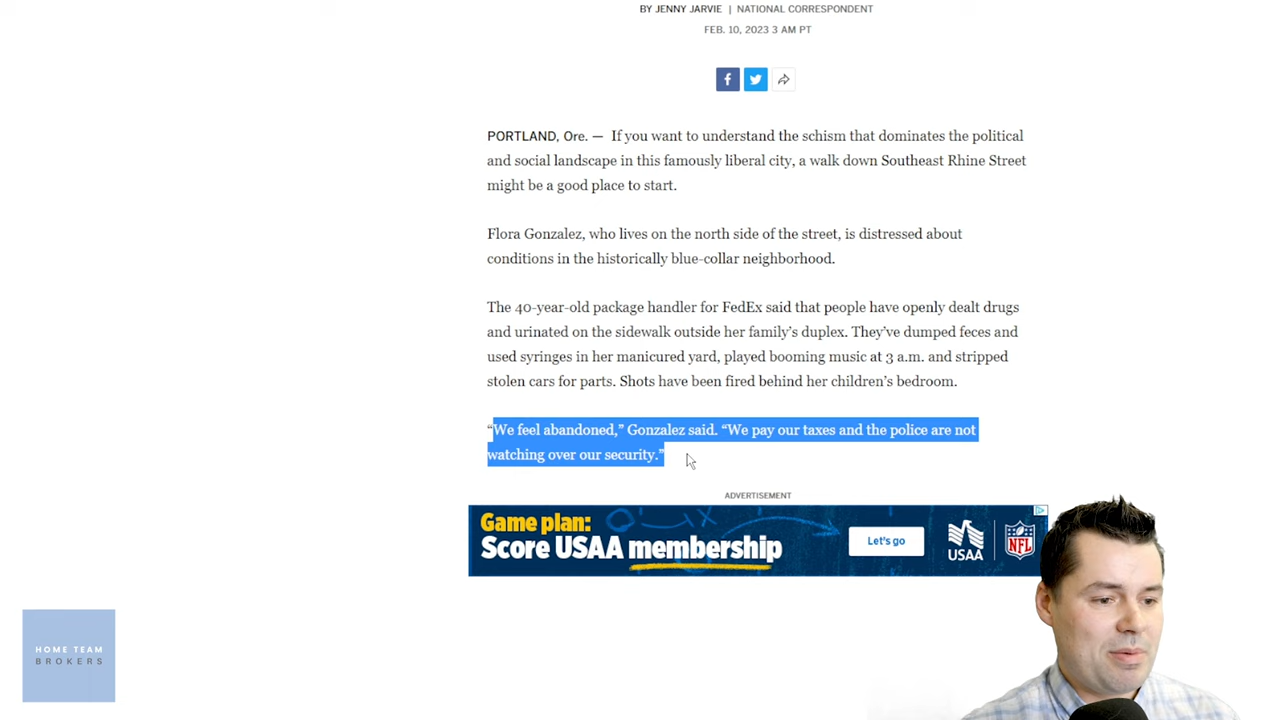 BY JENNY JARVIE | NATIONAL CORRESPONDENT
FEB. 10, 2023 3 AM PT
PORTLAND, Ore. — If you want to understand the schism that dominates the political
and social landscape in this famously liberal city, a walk down Southeast Rhine Street
might be a good place to start.
Flora Gonzalez, who lives on the north side of the street, is distressed about
conditions in the historically blue-collar neighborhood.
The 40-year-old package handler for FedEx said that people have openly dealt drugs
and urinated on the sidewalk outside her family’s duplex. They’ve dumped feces and
used syringes in her manicured yard, played booming music at 3 a.m. and stripped
stolen cars for parts. Shots have been fired behind her children’s bedroom.
“We feel abandoned,” Gonzalez said. “We pay our taxes and the police are not
watching over our security.”
ADVERTISEMENT
Game plan:
Score USAA membership
Let's go
USAA
NFL
HOME TEAM
BROKERS